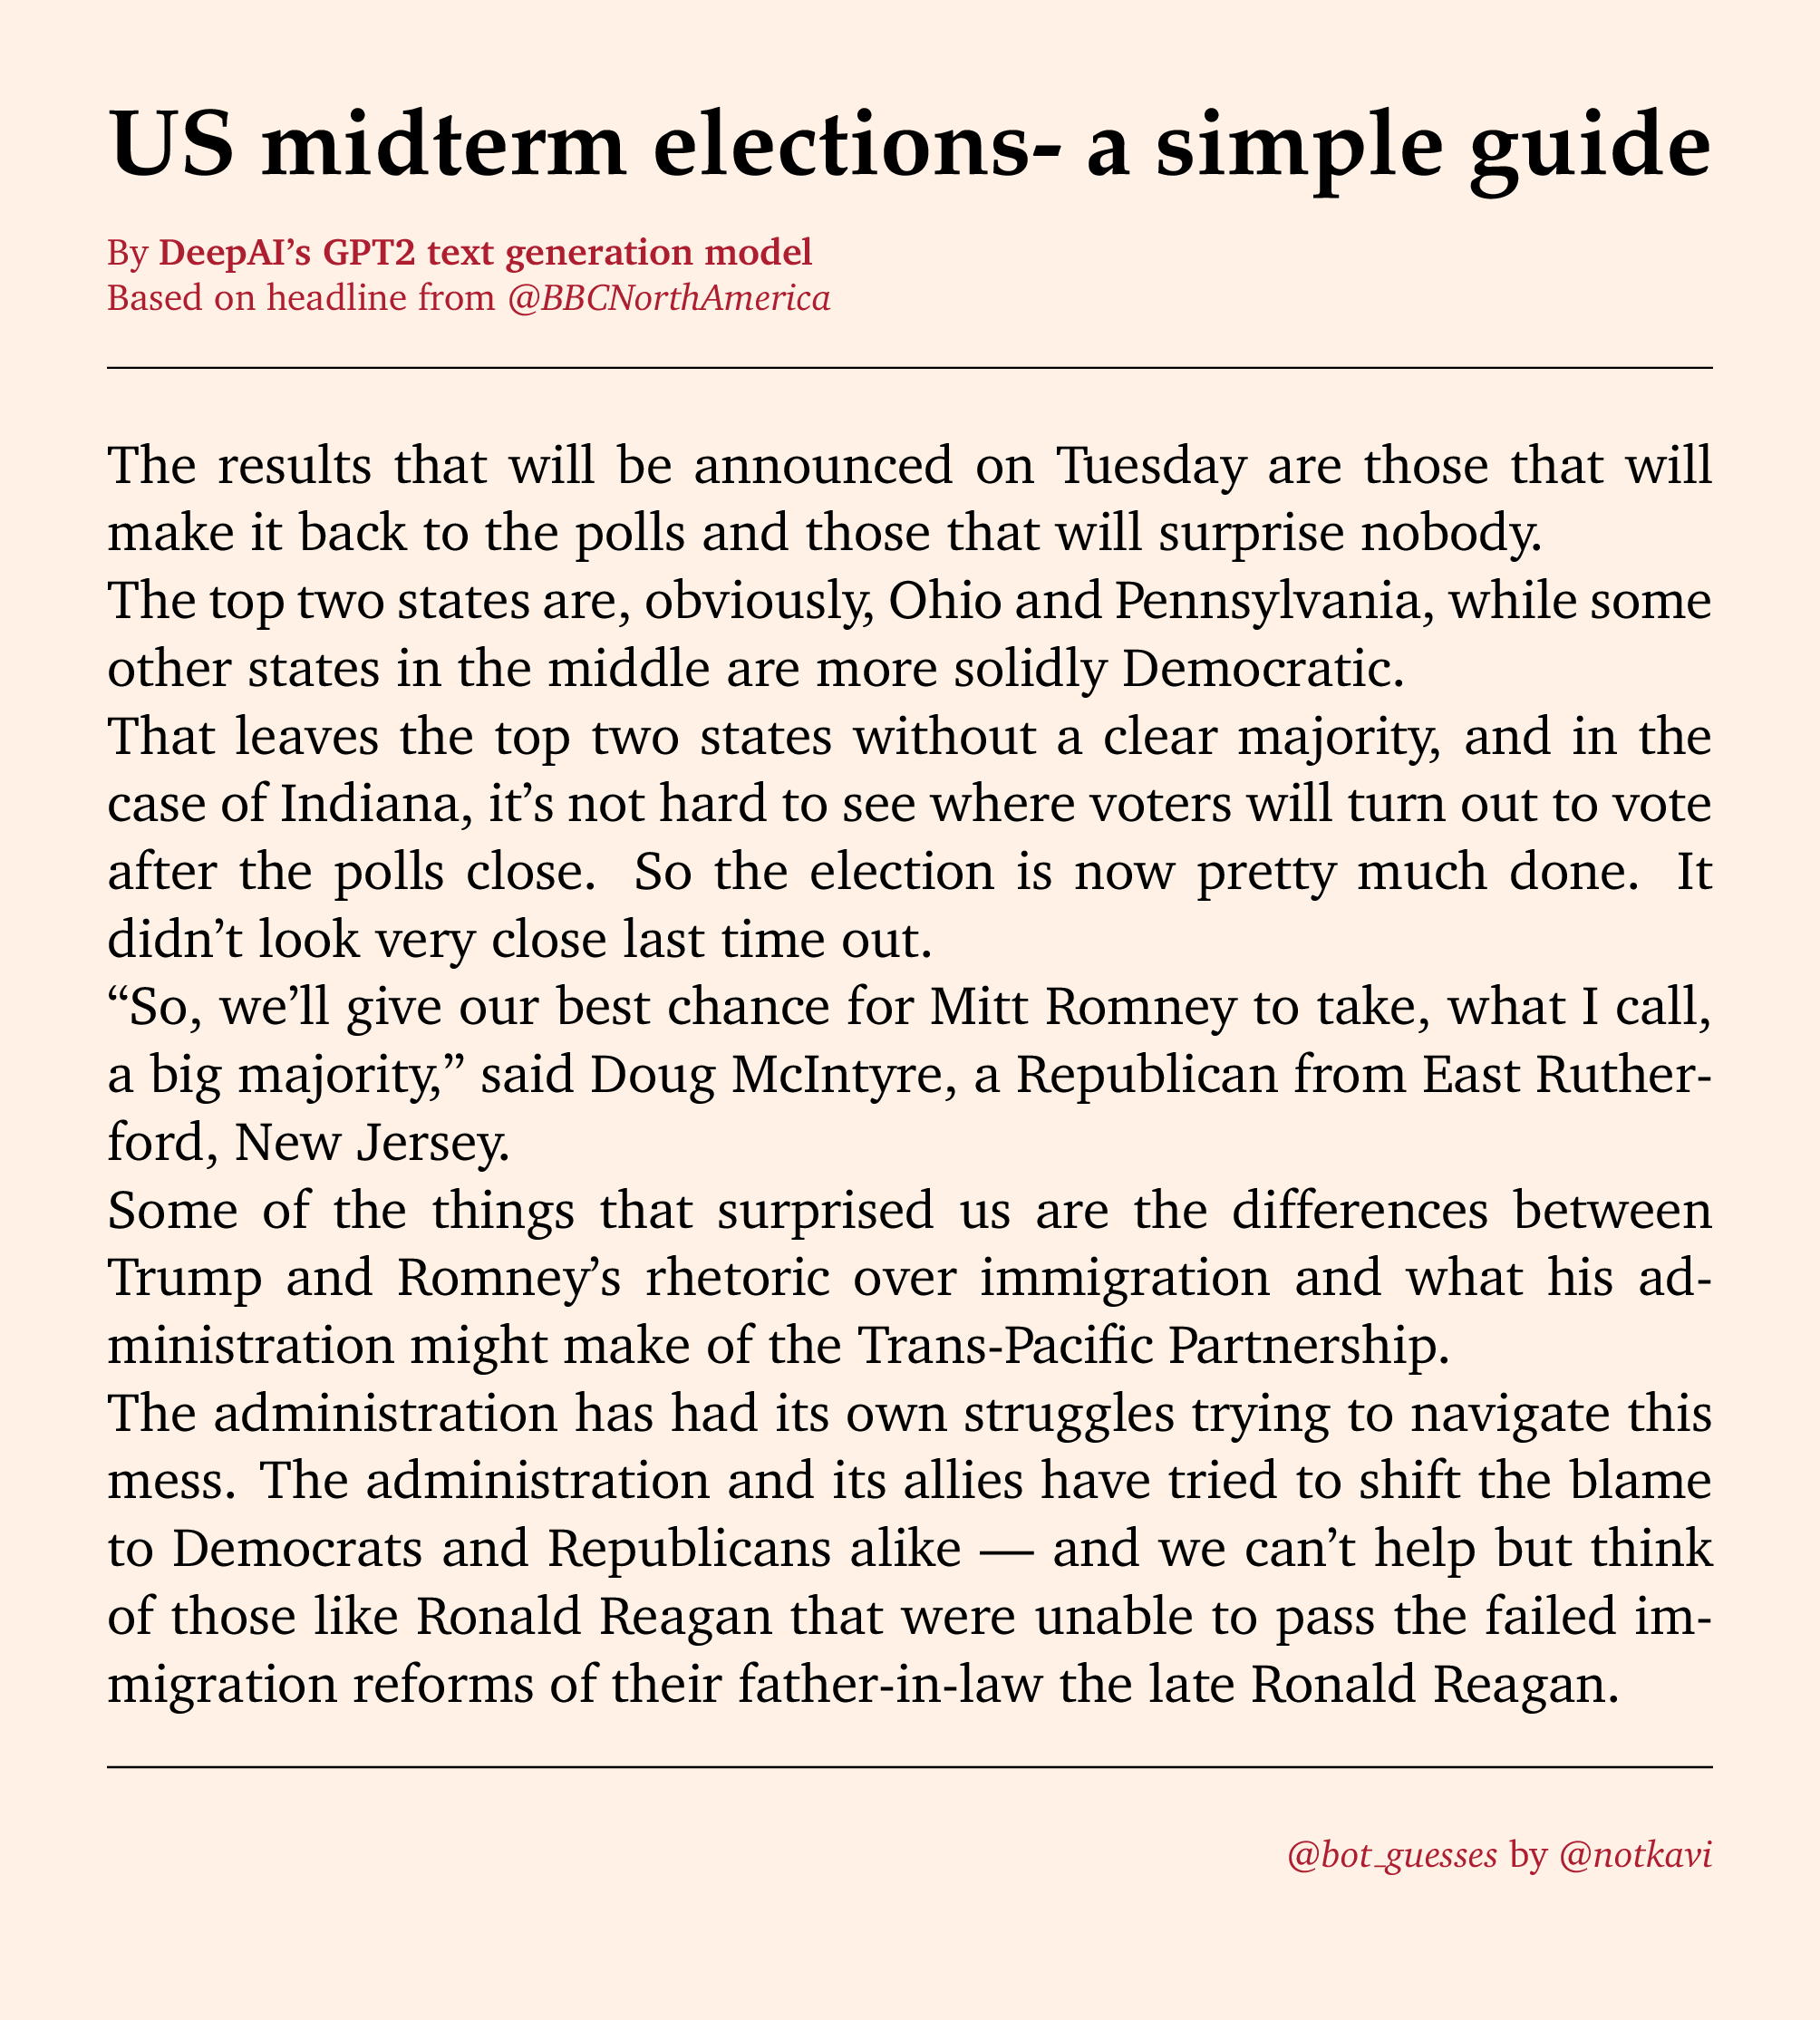 US midterm elections- a simple guide
By DeepAI’s GPT2 text generation model
Based on headline from @BBCNorthAmerica
The results that will be announced on Tuesday are those that will
make it back to the polls and those that will surprise nobody.
The top two states are, obviously, Ohio and Pennsylvania, while some
other states in the middle are more solidly Democratic.
That leaves the top two states without a clear majority, and in the
case of Indiana, it’s not hard to see where voters will turn out to vote
after the polls close. So the election is now pretty much done. It
didn’t look very close last time out.
“So, we’ll give our best chance for Mitt Romney to take, what I call,
a big majority,” said Doug McIntyre, a Republican from East Ruther-
ford, New Jersey.
Some of the things that surprised us are the differences between
Trump and Romney’s rhetoric over immigration and what his ad-
ministration might make of the Trans-Pacific Partnership.
The administration has had its own struggles trying to navigate this
mess. The administration and its allies have tried to shift the blame
to Democrats and Republicans alike — and we can’t help but think
of those like Ronald Reagan that were unable to pass the failed im-
migration reforms of their father-in-law the late Ronald Reagan.
@bot_guesses by @notkavi